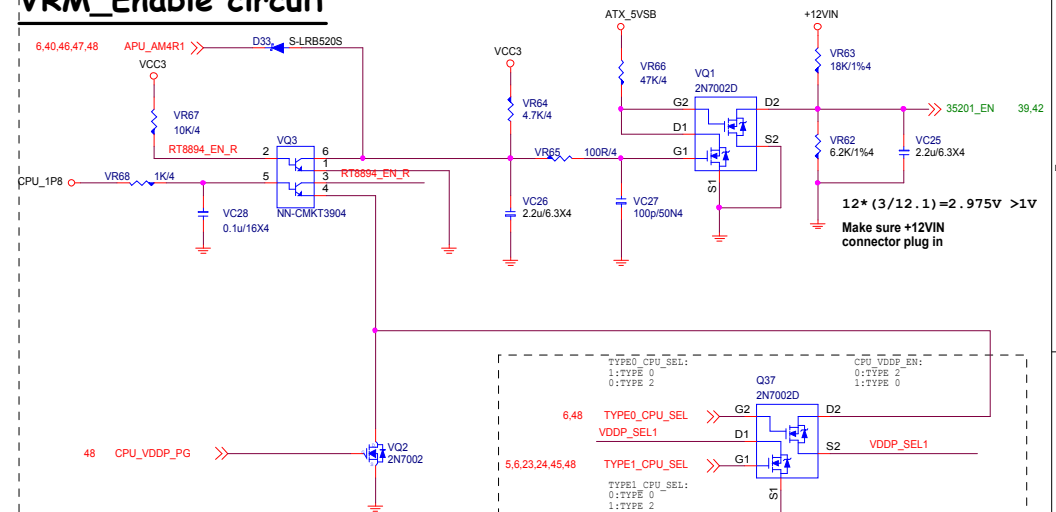 VRM_Enable circuit
ATX_5VSB
+12VIN
6,40,46,47,48 APU_AM4R1
D33 S-LRB520S
VCC3
VCC3
VR66
47K/4
VQ1
2N7002D
VR63
18K/1%4
VR67
10K/4
VR64
4.7K/4
G2
D2
35201_EN 39,42
RT8894_EN_R
2
VQ3
6
1
D1
S2
VR62
6.2K/1%4
VC25
2.2u/6.3X4
CPU_1P8
VR68 1K/4
5
3
4
RT8894_EN_R
VR65 100R/4
G1
S1
NN-CMKT3904
VC28
0.1u/16X4
VC26
2.2u/6.3X4
VC27
100p/50N4
12*(3/12.1)=2.975V >1V
Make sure +12VIN
connector plug in
TYPE0_CPU_SEL:
1:TYPE 0
0:TYPE 2
CPU_VDDP_EN:
0:TYPE 2
1:TYPE 0
Q37
2N7002D
6,48 TYPE0_CPU_SEL
G2
D2
VDDP_SEL1
D1
S2
VDDP_SEL1
48 CPU_VDDP_PG
VQ2
2N7002
5,6,23,24,45,48 TYPE1_CPU_SEL
G1
S1
TYPE1_CPU_SEL:
0:TYPE 0
1:TYPE 2